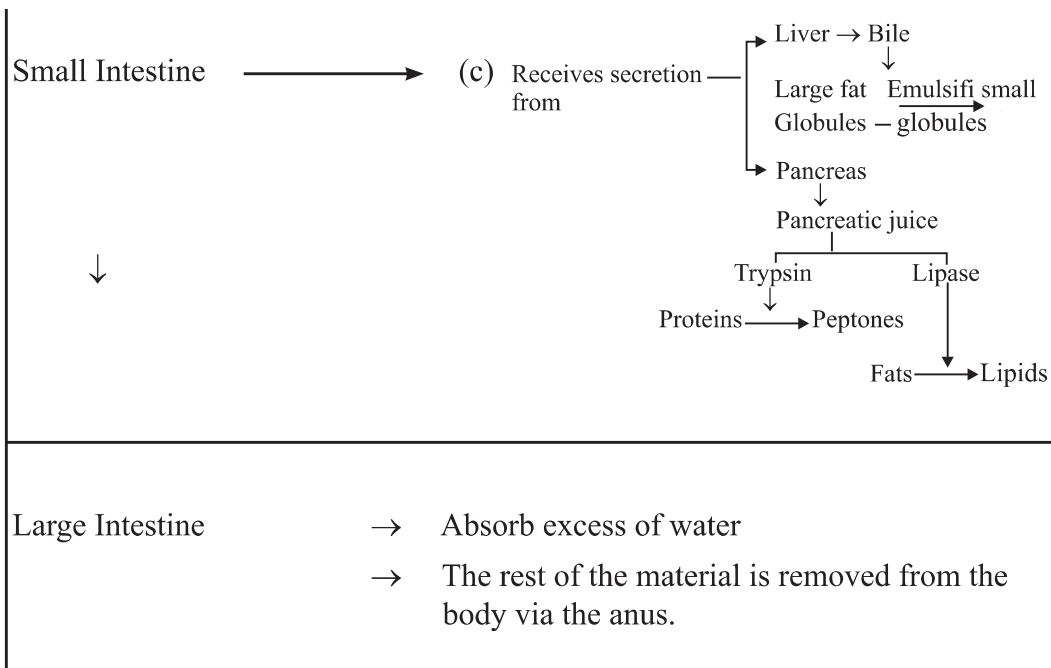 Small Intestine → (c) Receives secretion from
Liver → Bile
↓
Large fat Emulsifi small
Globules – globules
Pancreas
↓
Pancreatic juice
Trypsin Lipase
↓
Proteins → Peptones
Fats → Lipids
↓
Large Intestine → Absorb excess of water
→ The rest of the material is removed from the
body via the anus.